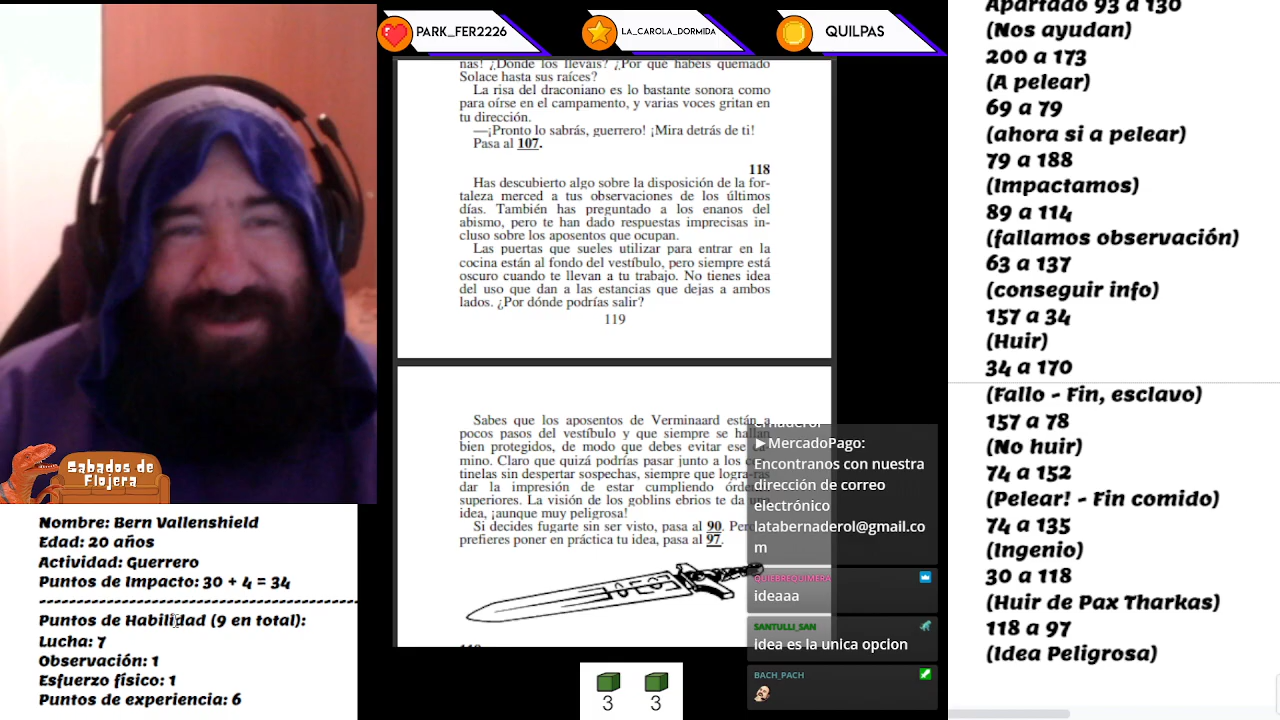 PARK_FER2226
LA_CAROLA_DORMIDA
QUILPAS
nas! ¿Dónde los lleváis? ¿Por qué habéis quemado
Solace hasta sus raíces?
La risa del draconiano es lo bastante sonora como
para oírse en el campamento, y varias voces gritan en
tu dirección.
—¡Pronto lo sabrás, guerrero! ¡Mira detrás de ti!
Pasa al 107.
118
Has descubierto algo sobre la disposición de la for-
taleza merced a tus observaciones de los últimos
días. También has preguntado a los enanos del
abismo, pero te han dado respuestas imprecisas in-
cluso sobre los aposentos que ocupan.
Las puertas que sueles utilizar para entrar en la
cocina están al fondo del vestíbulo, pero siempre está
oscuro cuando te llevan a tu trabajo. No tienes idea
del uso que dan a las estancias que dejas a ambos
lados. ¿Por dónde podrías salir?
119
Sabes que los aposentos de Verminaard están a
pocos pasos del vestíbulo y que siempre se hallan
bien protegidos, de modo que debes evitar ese
mino. Claro que quizá podrías pasar junto a los
tinelas sin despertar sospechas, siempre que
dar la impresión de estar cumpliendo
superiores. La visión de los goblins ebrios te da
idea, ¡aunque muy peligrosa!
Si decides fugarte sin ser visto, pasa al 90.
prefieres poner en práctica tu idea, pasa al 97.
►MercadoPago:
Encontranos con nuestra
dirección de correo
electrónico
latabernaderol@gmail.co
m
QUIEBREQUIMERA
ideaaa
SANTULLI_SAN
idea es la unica opcion
BACH_PACH
3 3
Sabados de
Flojera
Nombre: Bern Vallenshield
Edad: 20 años
Actividad: Guerrero
Puntos de Impacto: 30 + 4 = 34
Puntos de Habilidad (9 en total):
Lucha: 7
Observación: 1
Esfuerzo físico: 1
Puntos de experiencia: 6
Apartado 93 a 130
(Nos ayudan)
200 a 173
(A pelear)
69 a 79
(ahora si a pelear)
79 a 188
(Impactamos)
89 a 114
(fallamos observación)
63 a 137
(conseguir info)
157 a 34
(Huir)
34 a 170
(Fallo - Fin, esclavo)
157 a 78
(No huir)
74 a 152
(Pelear! - Fin comido)
74 a 135
(Ingenio)
30 a 118
(Huir de Pax Tharkas)
118 a 97
(Idea Peligrosa)